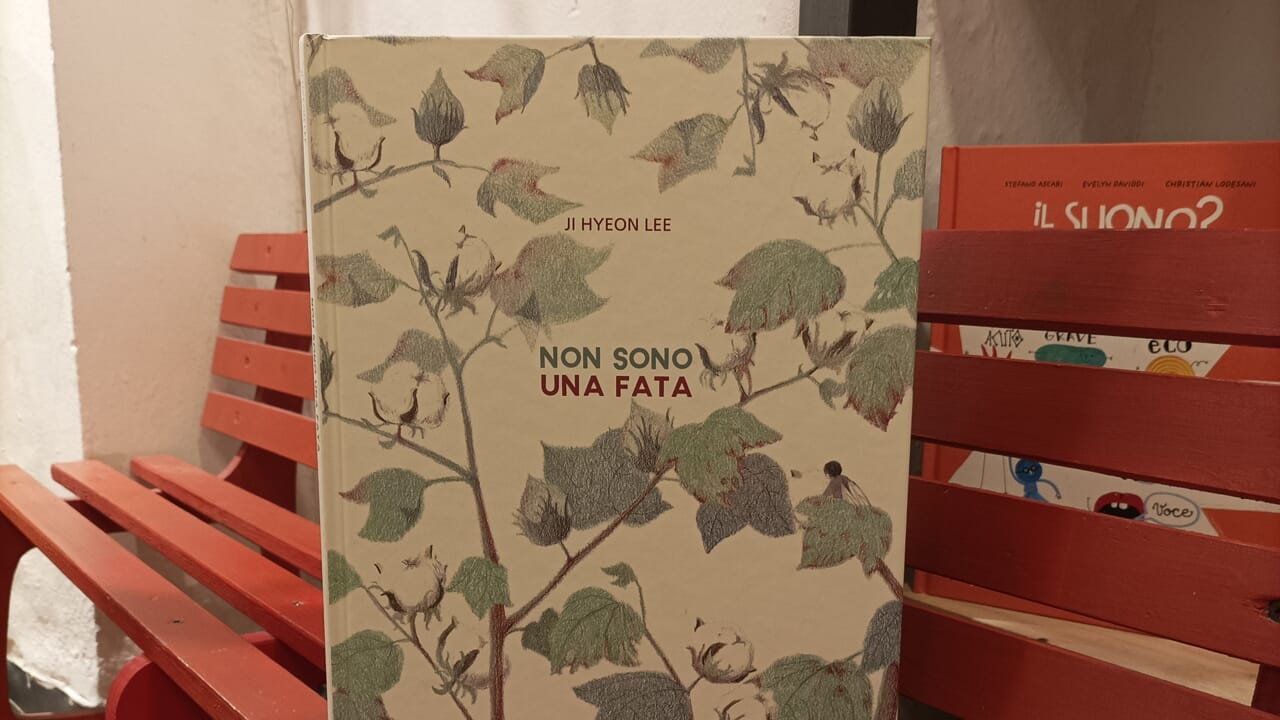 JI HYEON LEE
NON SONO
UNA FATA
STEFANO ASCARI EVELYN DAVIDDI CHRISTIAN LODESANI
iL SUONO?
GRAVE
eco
Voce